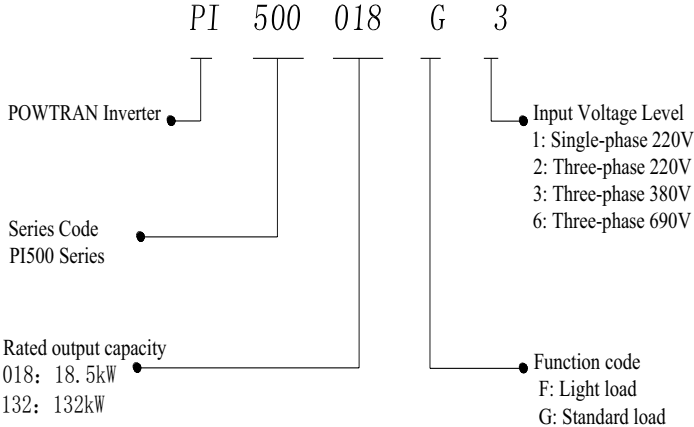 PI 500 018 G 3
POWTRAN Inverter
Input Voltage Level
1: Single-phase 220V
2: Three-phase 220V
3: Three-phase 380V
6: Three-phase 690V
Series Code
PI500 Series
Rated output capacity
018: 18.5kW
132: 132kW
Function code
F: Light load
G: Standard load